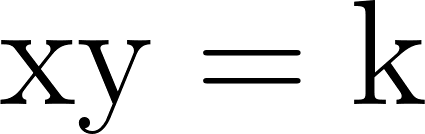 xy = k